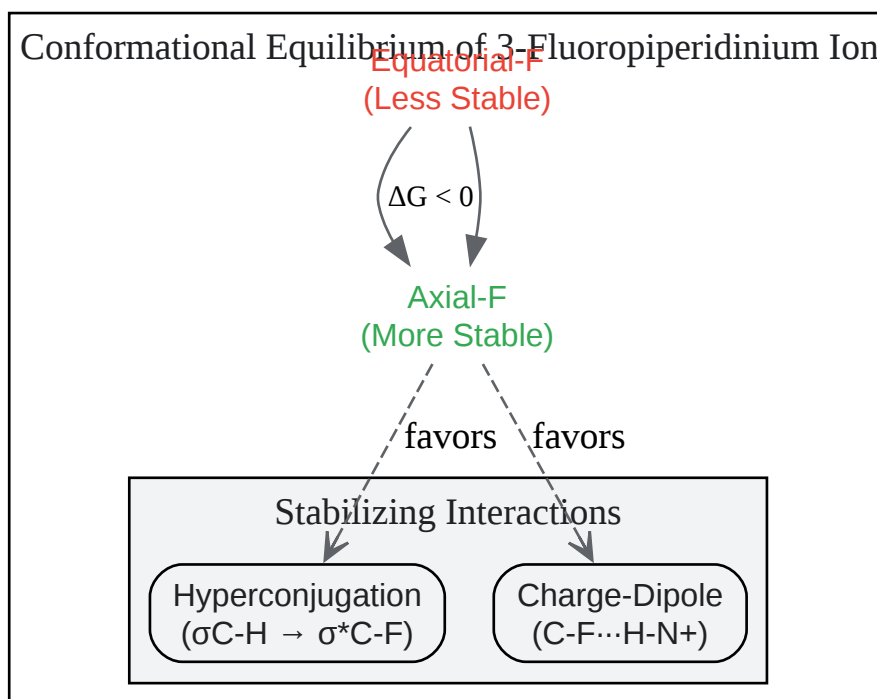 Conformational Equilibrium of 3-Fluoropiperidinium Ion
Equatorial-F
(Less Stable)
ΔG < 0
Axial-F
(More Stable)
favors favors
Stabilizing Interactions
Hyperconjugation
(σC-H → σ*C-F)
Charge-Dipole
(C-F···H-N+)